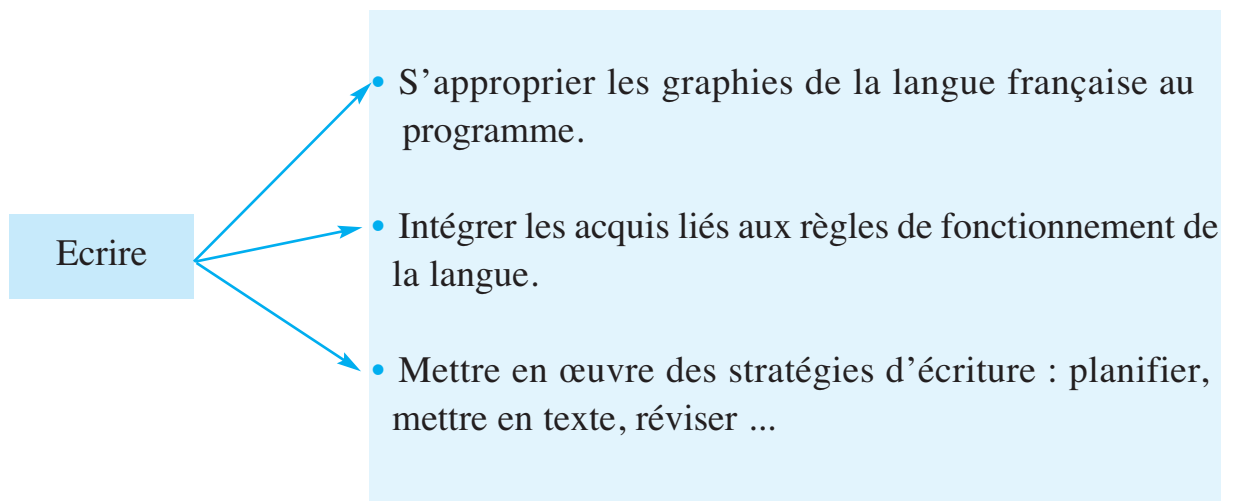 Ecrire
• S’approprier les graphies de la langue française au
programme.
• Intégrer les acquis liés aux règles de fonctionnement de
la langue.
• Mettre en œuvre des stratégies d’écriture : planifier,
mettre en texte, réviser ...